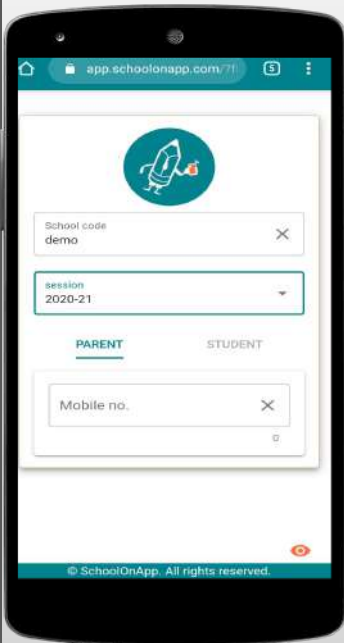 app.schoolonapp.com/?f
5
School code
demo
session
2020-21
PARENT STUDENT
Mobile no.
0
© SchoolOnApp. All rights reserved.